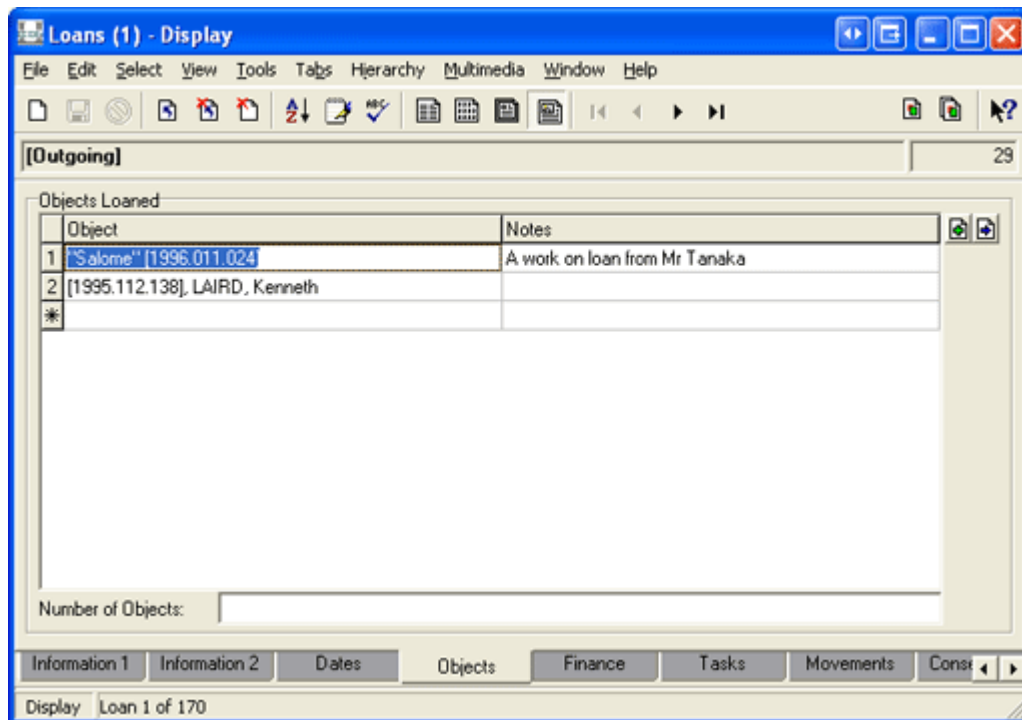 Loans (1) - Display
File Edit Select View Tools Tabs Hierarchy Multimedia Window Help
[Outgoing] 29
Objects Loaned
Object Notes
1 "Salome" [1996.011.024] A work on loan from Mr Tanaka
2 [1995.112.138], LAIRD, Kenneth
Number of Objects:
Information 1 Information 2 Dates Objects Finance Tasks Movements
Display Loan 1 of 170